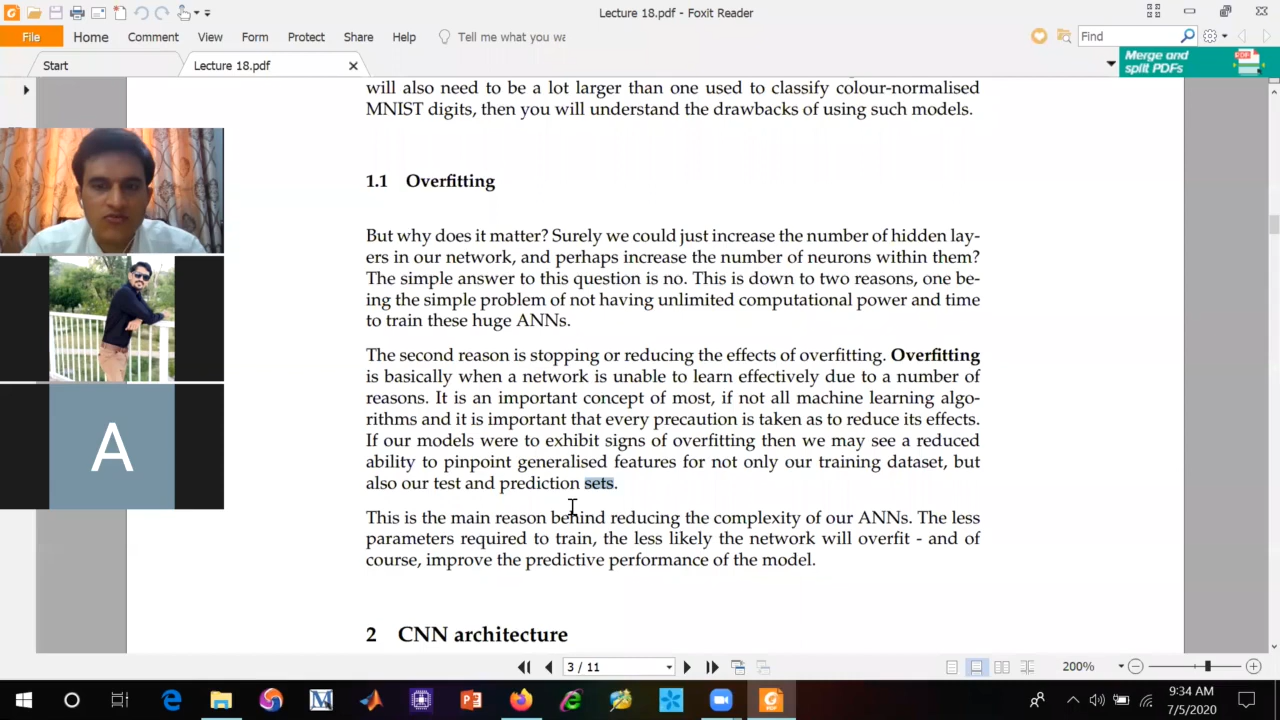 Lecture 18.pdf - Foxit Reader
File Home Comment View Form Protect Share Help Tell me what you wa Find
Start Lecture 18.pdf Merge and split PDFs
will also need to be a lot larger than one used to classify colour-normalised
MNIST digits, then you will understand the drawbacks of using such models.
1.1 Overfitting
But why does it matter? Surely we could just increase the number of hidden lay-
ers in our network, and perhaps increase the number of neurons within them?
The simple answer to this question is no. This is down to two reasons, one be-
ing the simple problem of not having unlimited computational power and time
to train these huge ANNs.
The second reason is stopping or reducing the effects of overfitting. Overfitting
is basically when a network is unable to learn effectively due to a number of
reasons. It is an important concept of most, if not all machine learning algo-
rithms and it is important that every precaution is taken as to reduce its effects.
If our models were to exhibit signs of overfitting then we may see a reduced
ability to pinpoint generalised features for not only our training dataset, but
also our test and prediction sets.
This is the main reason behind reducing the complexity of our ANNs. The less
parameters required to train, the less likely the network will overfit - and of
course, improve the predictive performance of the model.
2 CNN architecture
A
3 / 11 200%
9:34 AM
7/5/2020